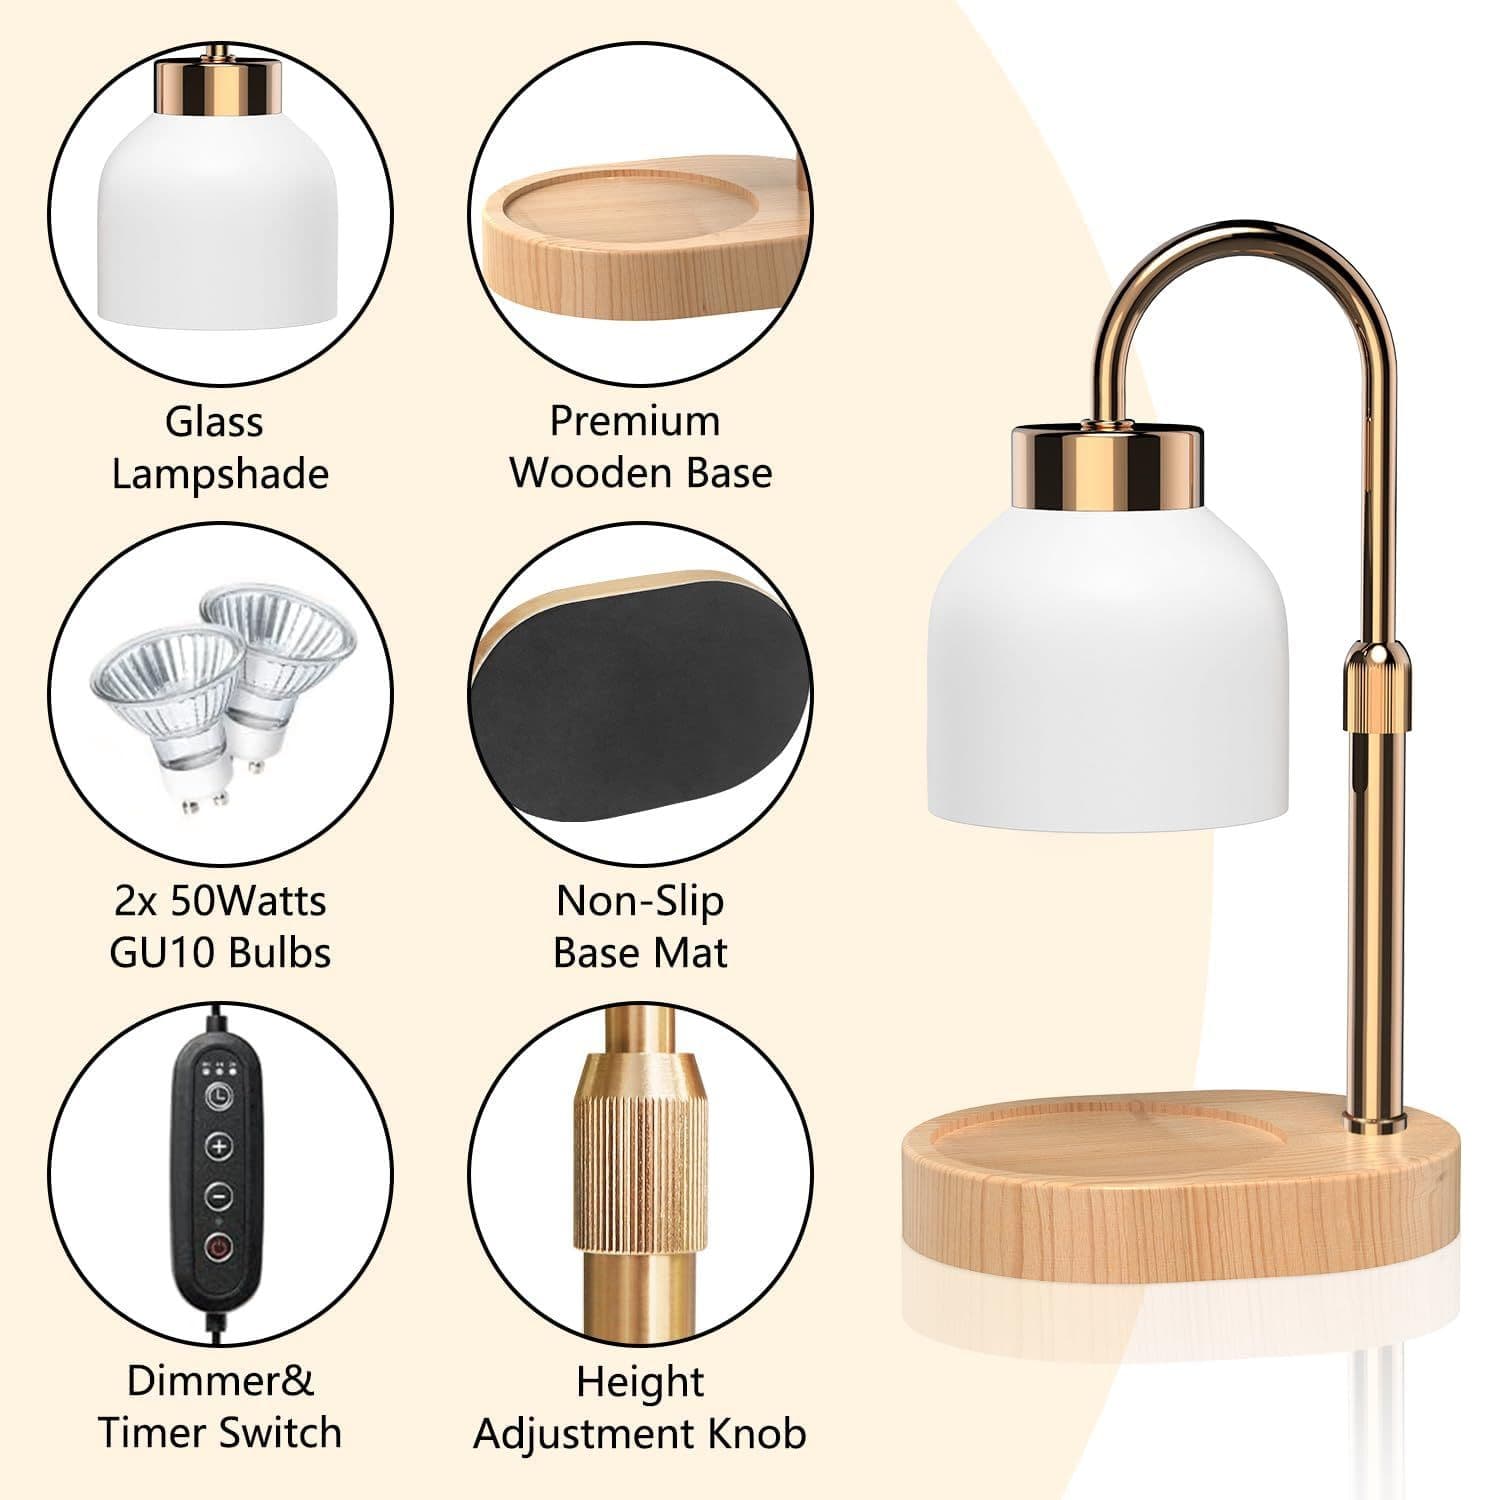 Glass
Lampshade
Premium
Wooden Base
2x 50Watts
GU10 Bulbs
Non-Slip
Base Mat
Dimmer&
Timer Switch
Height
Adjustment Knob